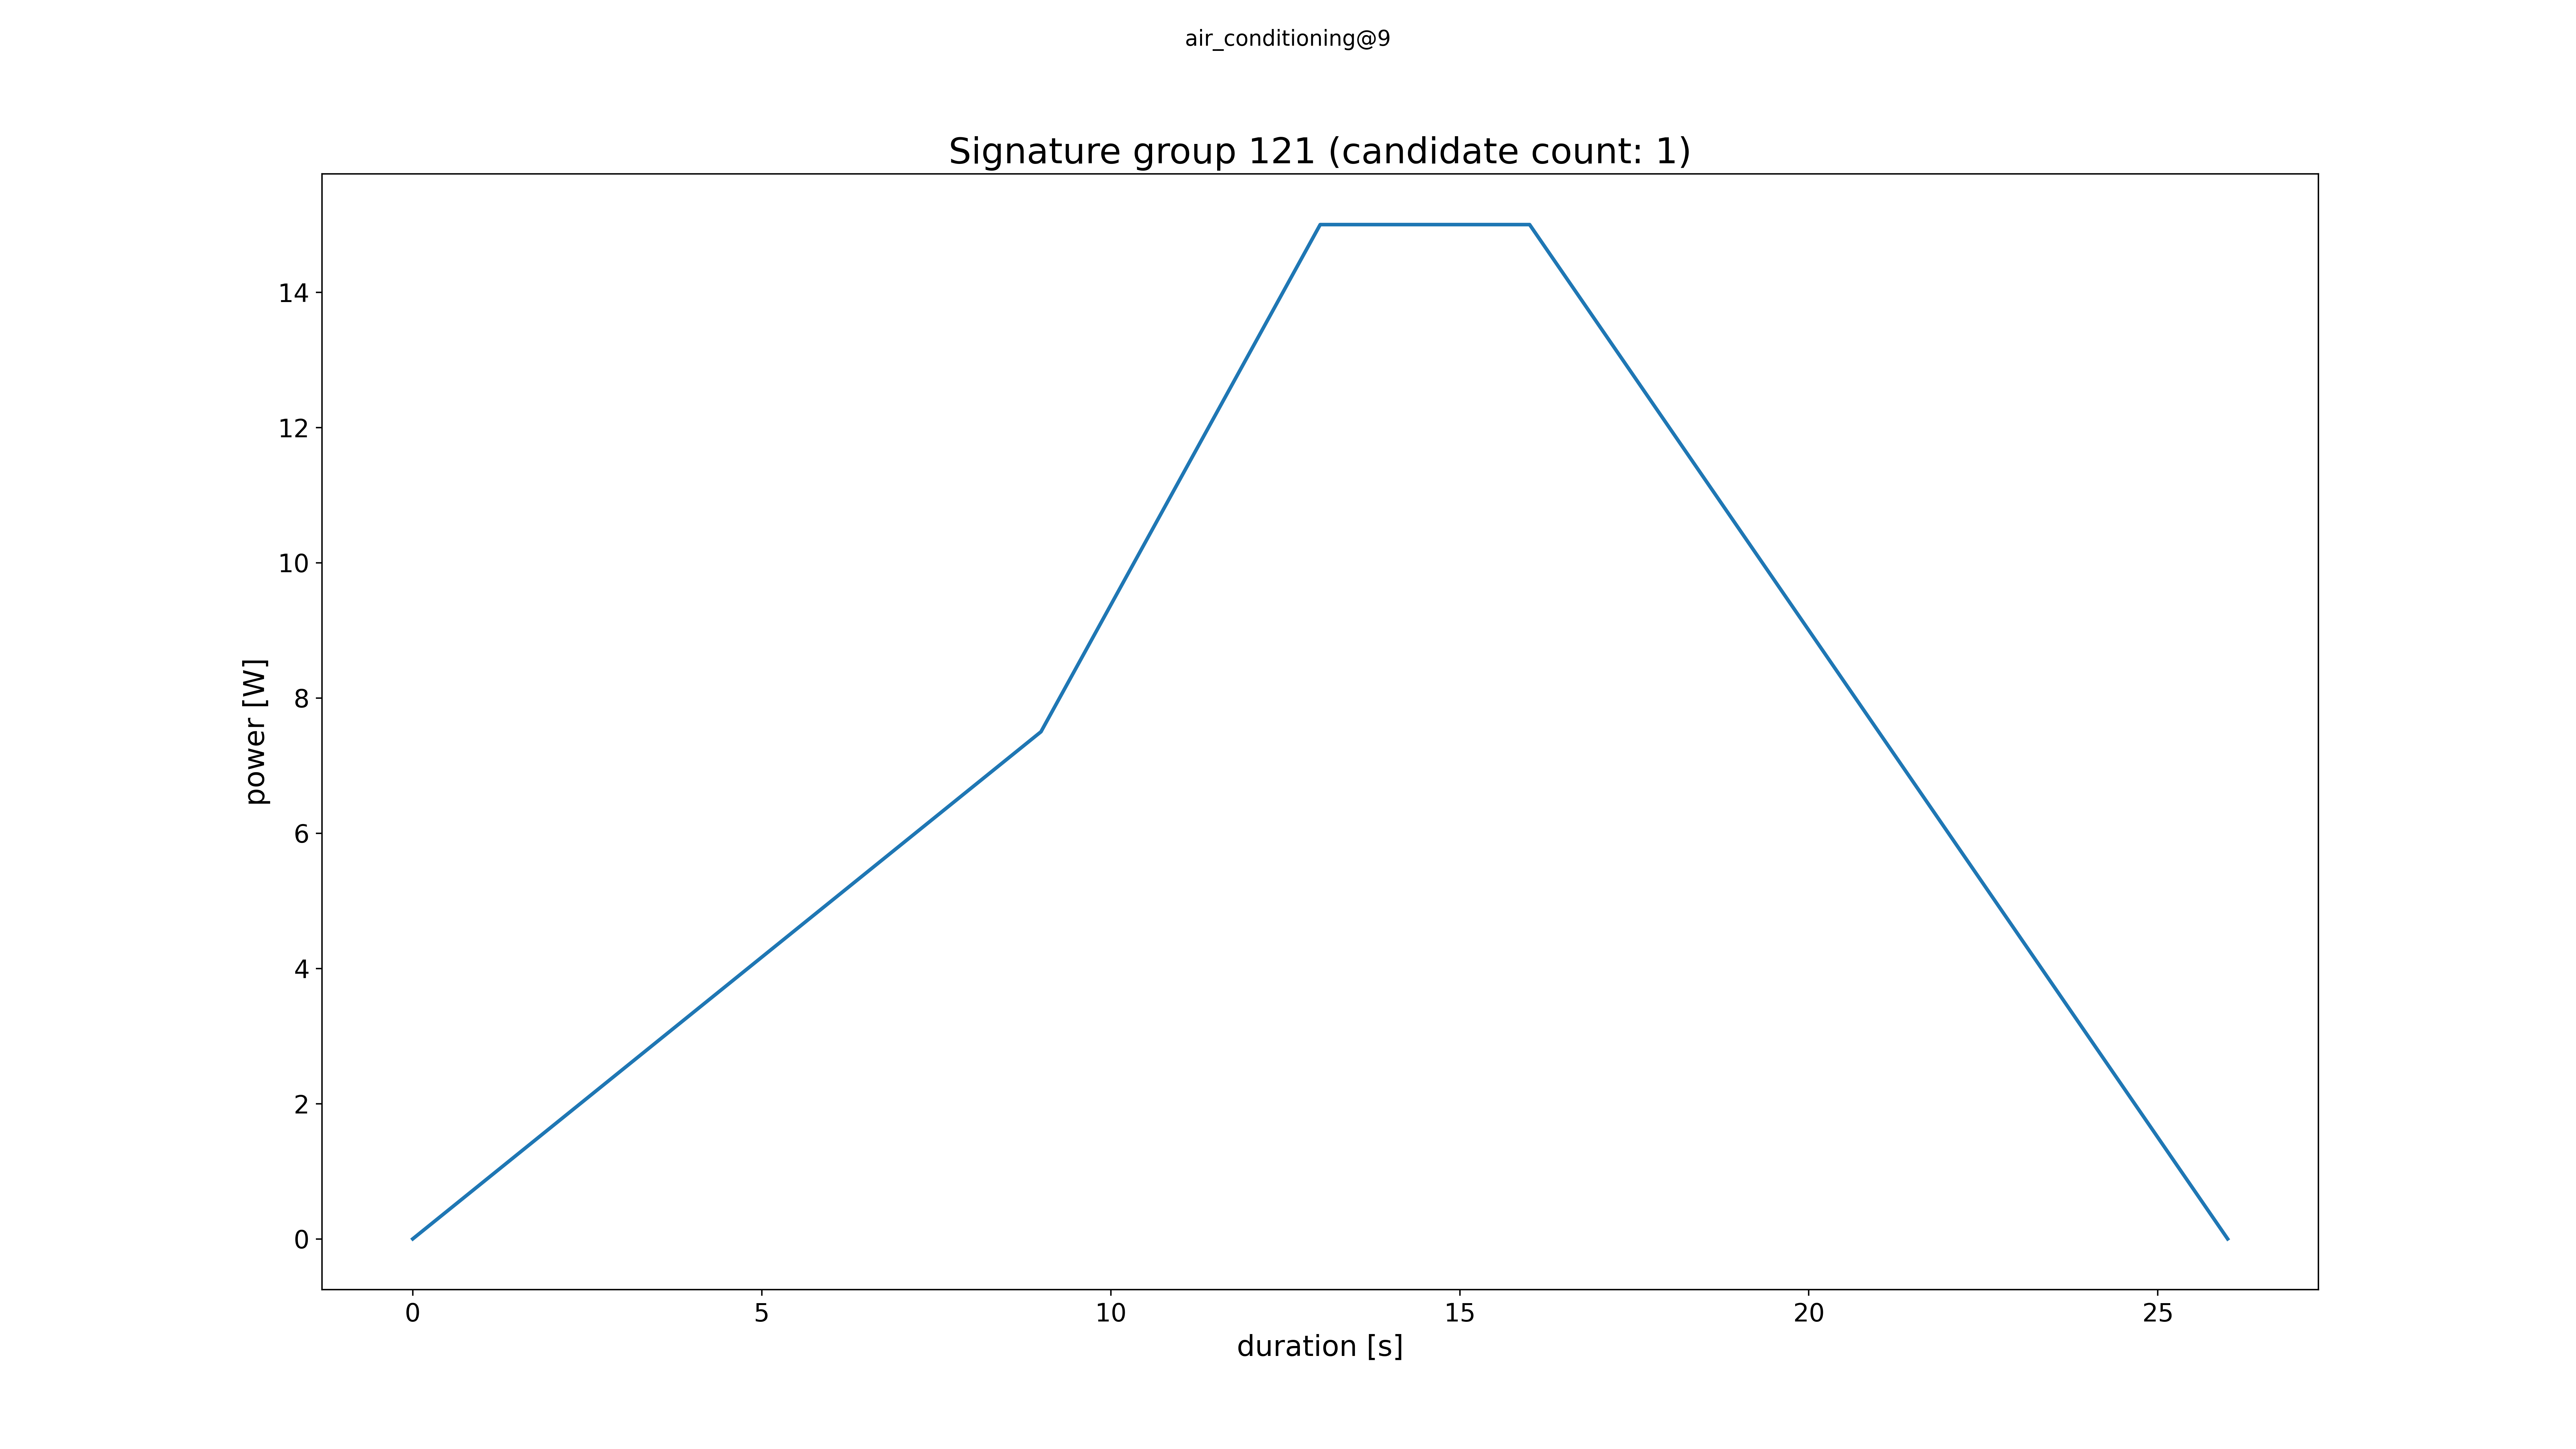 air_conditioning@9
Signature group 121 (candidate count: 1)
14
12
10
8
6
4
2
0
power [W]
0 5 10 15 20 25
duration [s]